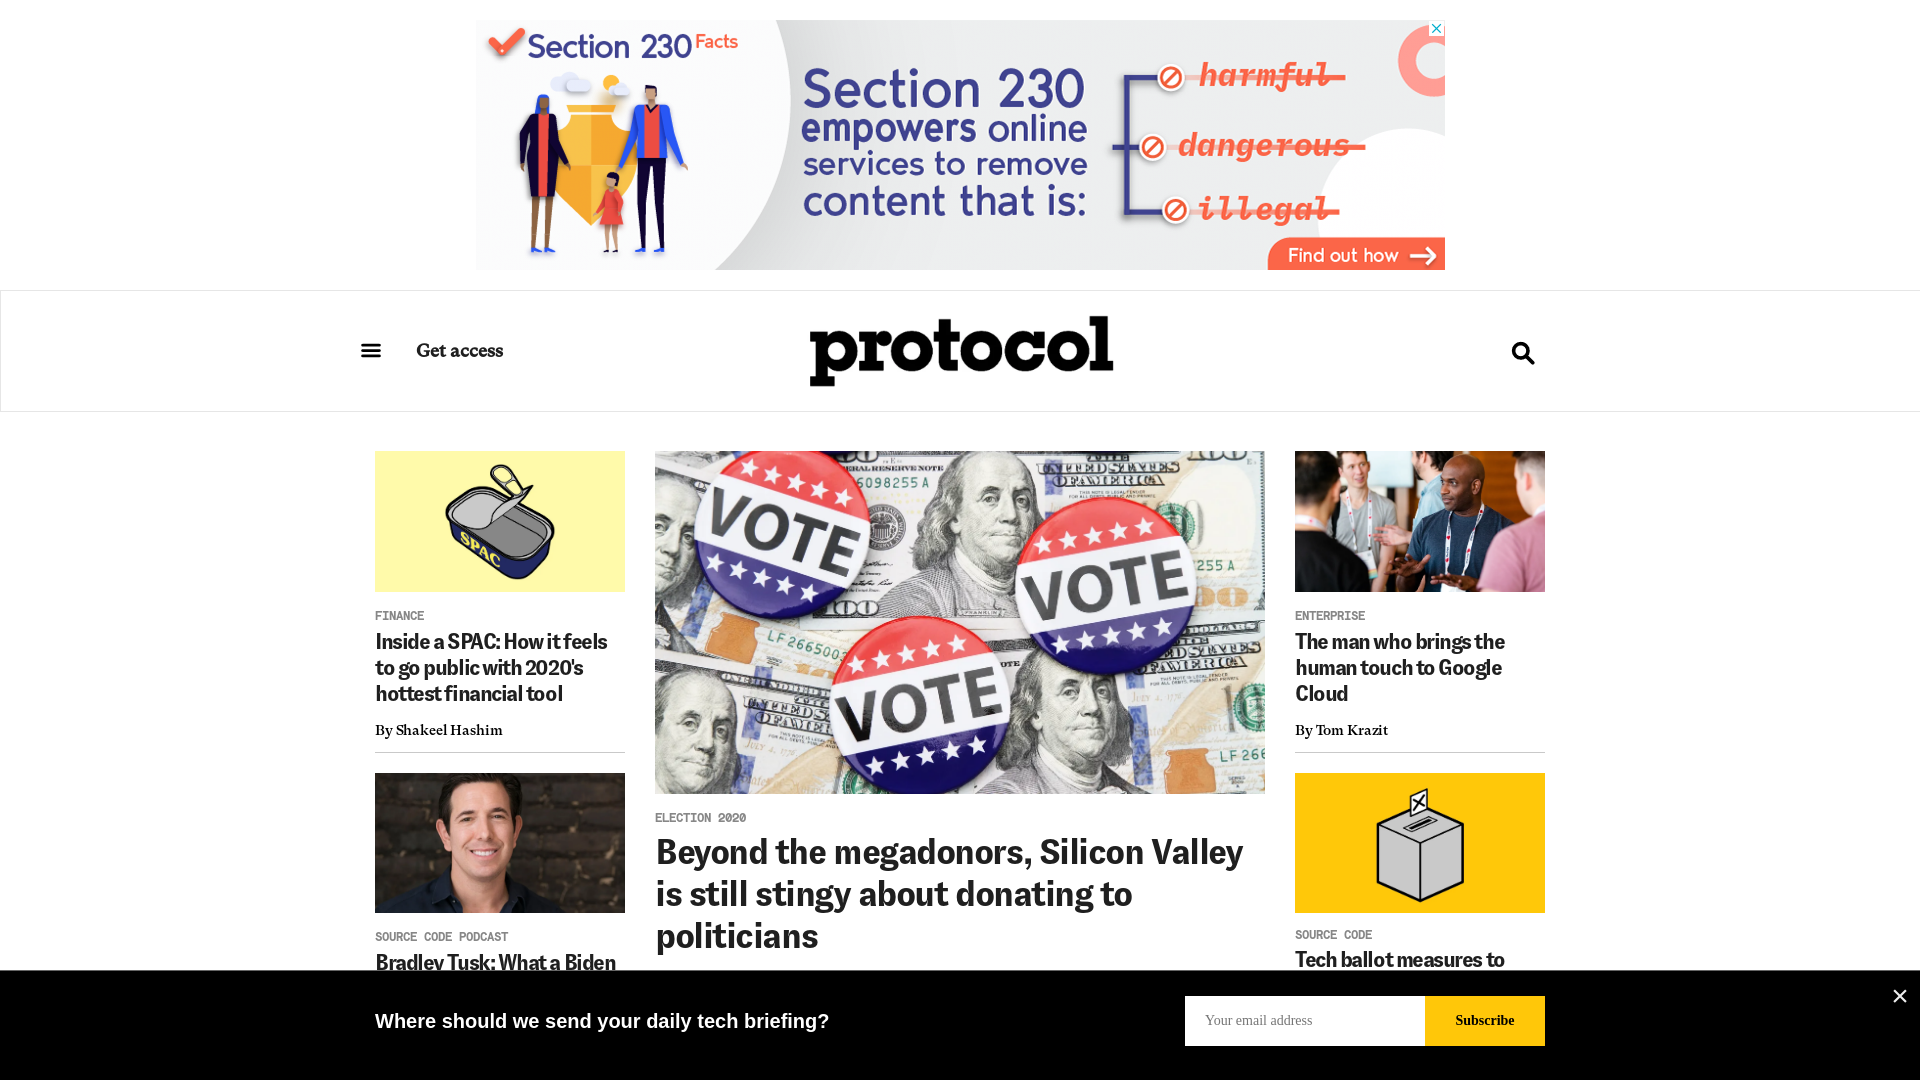 Section 230 Facts
Section 230
empowers online
services to remove
content that is:
harmful
dangerous
illegal
Find out how
Get access
protocol
SPAC
FINANCE
Inside a SPAC: How it feels
to go public with 2020's
hottest financial tool
By Shakeel Hashim
SOURCE CODE PODCAST
Bradley Tusk: What a Biden
VOTE
VOTE
VOTE
ELECTION 2020
Beyond the megadonors, Silicon Valley
is still stingy about donating to
politicians
ENTERPRISE
The man who brings the
human touch to Google
Cloud
By Tom Krazit
SOURCE CODE
Tech ballot measures to
Where should we send your daily tech briefing?
Your email address
Subscribe